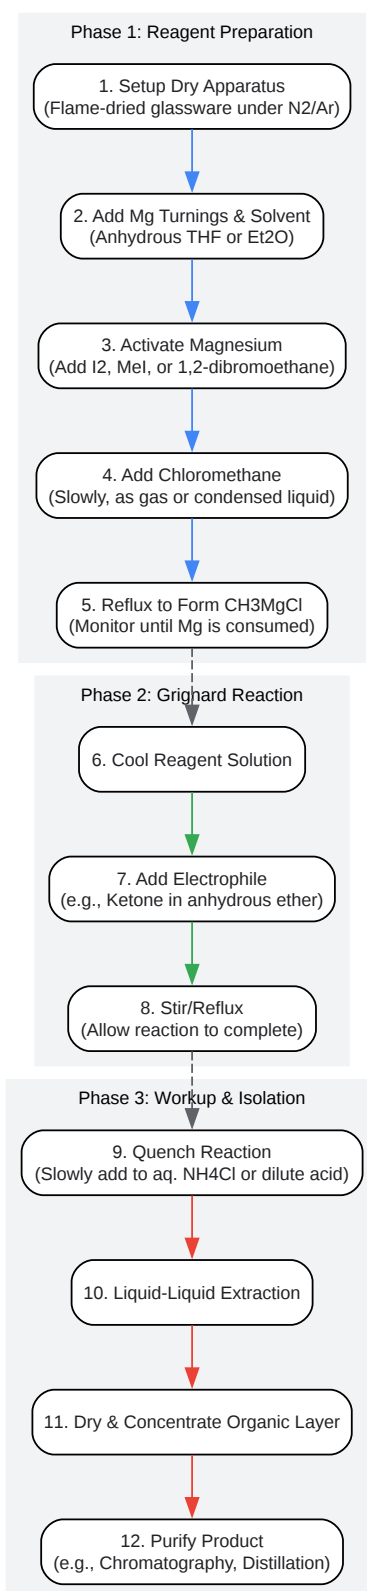 Phase 1: Reagent Preparation
1. Setup Dry Apparatus
(Flame-dried glassware under N2/Ar)
2. Add Mg Turnings & Solvent
(Anhydrous THF or Et2O)
3. Activate Magnesium
(Add I2, MeI, or 1,2-dibromoethane)
4. Add Chloromethane
(Slowly, as gas or condensed liquid)
5. Reflux to Form CH3MgCl
(Monitor until Mg is consumed)
Phase 2: Grignard Reaction
6. Cool Reagent Solution
7. Add Electrophile
(e.g., Ketone in anhydrous ether)
8. Stir/Reflux
(Allow reaction to complete)
Phase 3: Workup & Isolation
9. Quench Reaction
(Slowly add to aq. NH4Cl or dilute acid)
10. Liquid-Liquid Extraction
11. Dry & Concentrate Organic Layer
12. Purify Product
(e.g., Chromatography, Distillation)